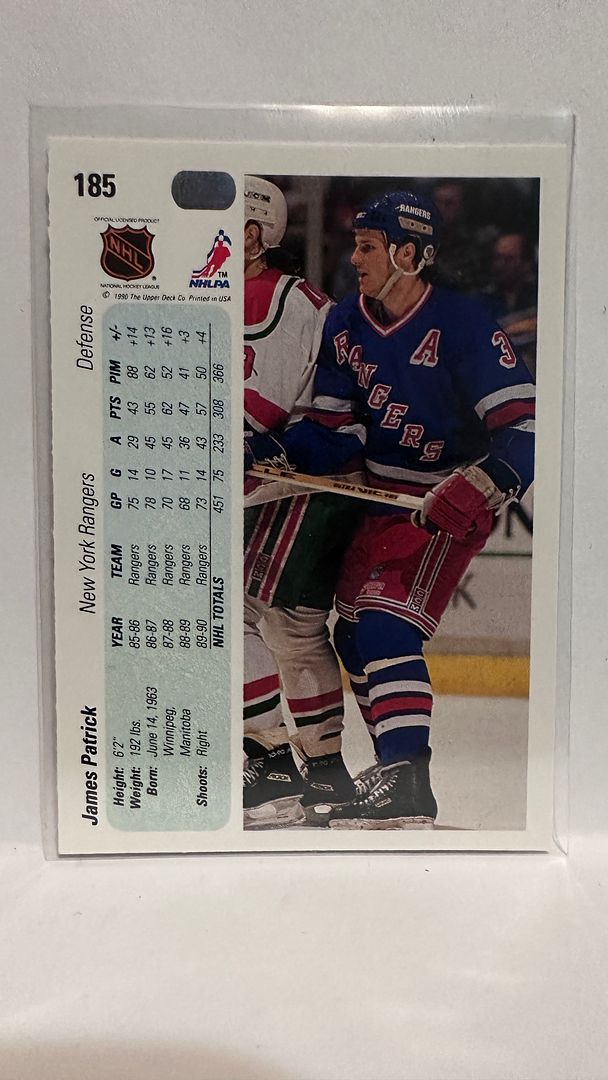 185
OFFICIAL LICENSED PRODUCT
NHL
®
NATIONAL HOCKEY LEAGUE
TM
NHLPA
© 1990 The Upper Deck Co. Printed in USA
James Patrick New York Rangers Defense
Height: 6'2"
Weight: 192 lbs.
Born: June 14, 1963
Winnipeg,
Manitoba
Shoots: Right
YEAR TEAM GP G A PTS PIM +/-
85-86 Rangers 75 14 29 43 88 +14
86-87 Rangers 78 10 45 55 62 +13
87-88 Rangers 70 17 45 62 52 +16
88-89 Rangers 68 11 36 47 41 +3
89-90 Rangers 73 14 43 57 50 +4
NHL TOTALS 451 75 233 308 366
RANGERS
A
3
RANGERS